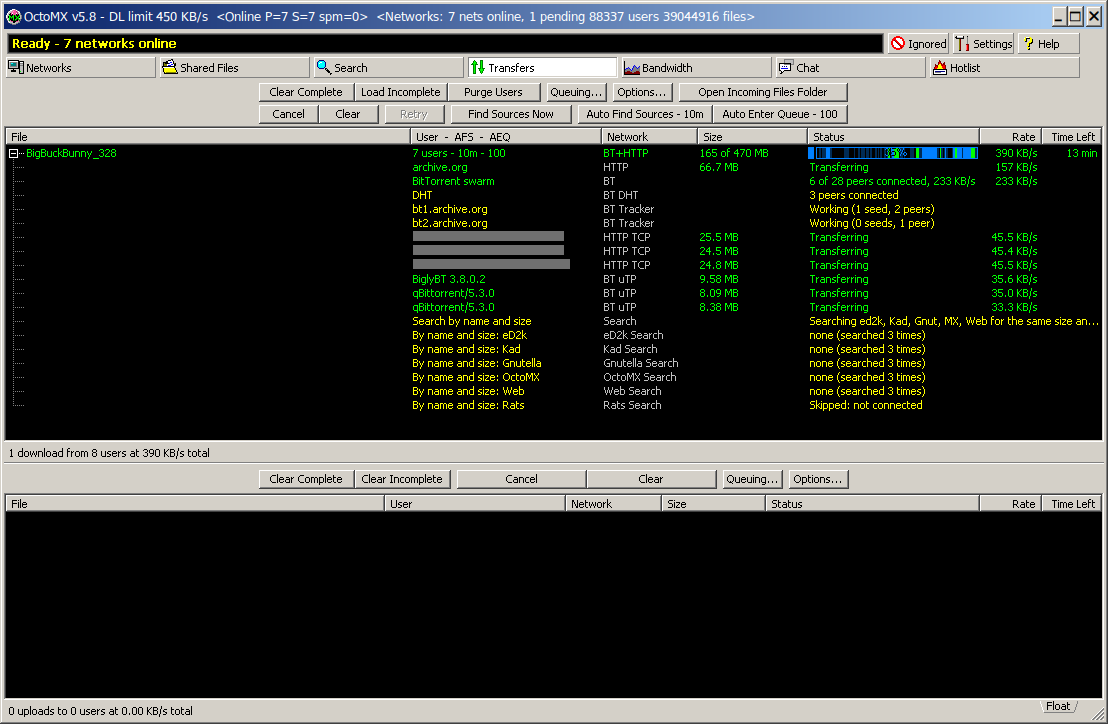 OctoMX v5.8 - DL limit 450 KB/s <Online P=7 S=7 spm=0> <Networks: 7 nets online, 1 pending 88337 users 39044916 files>
Ready - 7 networks online Ignored Settings ? Help
Networks Shared Files Search Transfers Bandwidth Chat Hotlist
Clear Complete Load Incomplete Purge Users Queuing... Options... Open Incoming Files Folder
Cancel Clear Retry Find Sources Now Auto Find Sources - 10m Auto Enter Queue - 100
File User - AFS - AEQ Network Size Status Rate Time Left
BigBuckBunny_328 7 users - 10m - 100 BT+HTTP 165 of 470 MB 390 KB/s 13 min
archive.org HTTP 66.7 MB Transferring 157 KB/s
BitTorrent swarm BT 6 of 28 peers connected, 233 KB/s 233 KB/s
DHT BT DHT 3 peers connected
bt1.archive.org BT Tracker Working (1 seed, 2 peers)
bt2.archive.org BT Tracker Working (0 seeds, 1 peer)
HTTP TCP 25.5 MB Transferring 45.5 KB/s
HTTP TCP 24.5 MB Transferring 45.4 KB/s
HTTP TCP 24.8 MB Transferring 45.5 KB/s
BiglyBT 3.8.0.2 BT uTP 9.58 MB Transferring 35.6 KB/s
qBittorrent/5.3.0 BT uTP 8.09 MB Transferring 35.0 KB/s
qBittorrent/5.3.0 BT uTP 8.38 MB Transferring 33.3 KB/s
Search by name and size Search Searching ed2k, Kad, Gnut, MX, Web for the same size an...
By name and size: eD2k eD2k Search none (searched 3 times)
By name and size: Kad Kad Search none (searched 3 times)
By name and size: Gnutella Gnutella Search none (searched 3 times)
By name and size: OctoMX OctoMX Search none (searched 3 times)
By name and size: Web Web Search none (searched 3 times)
By name and size: Rats Rats Search Skipped: not connected
1 download from 8 users at 390 KB/s total
Clear Complete Clear Incomplete Cancel Clear Queuing... Options...
File User Network Size Status Rate Time Left
0 uploads to 0 users at 0.00 KB/s total Float